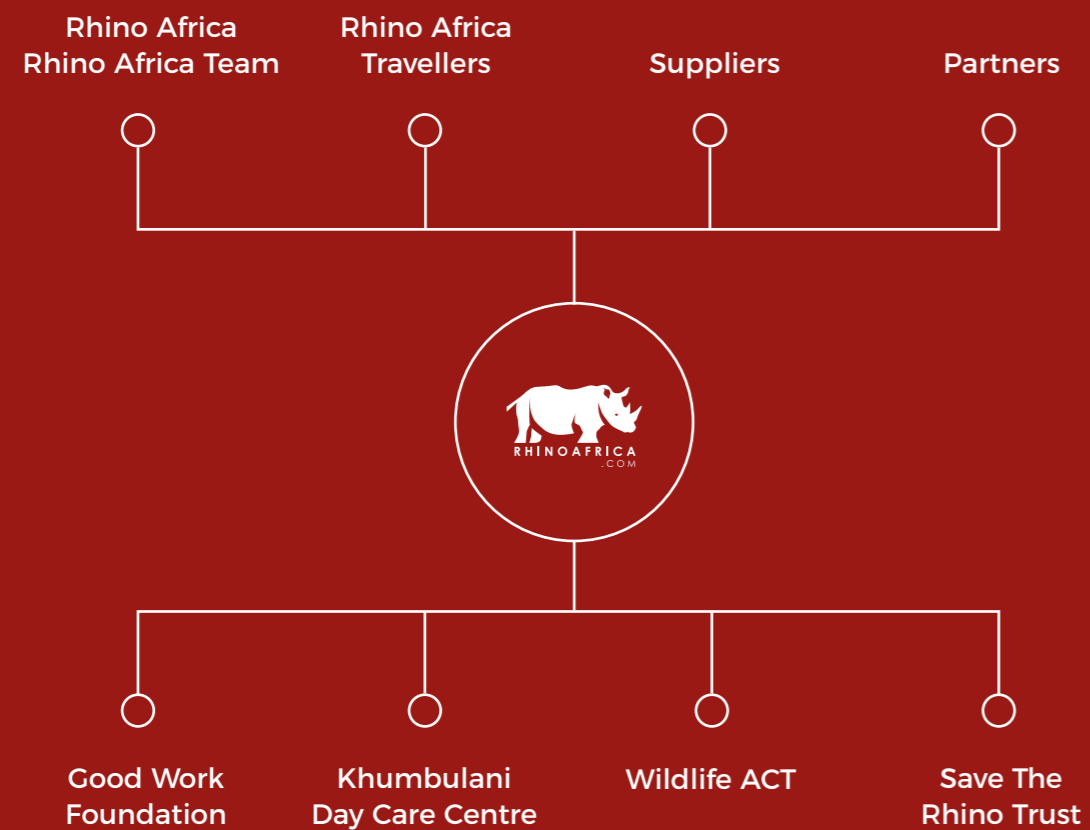 Rhino Africa
Rhino Africa Team
Rhino Africa
Travellers
Suppliers
Partners
RHINOAFRICA
.COM
Good Work
Foundation
Khumbulani
Day Care Centre
Wildlife ACT
Save The
Rhino Trust